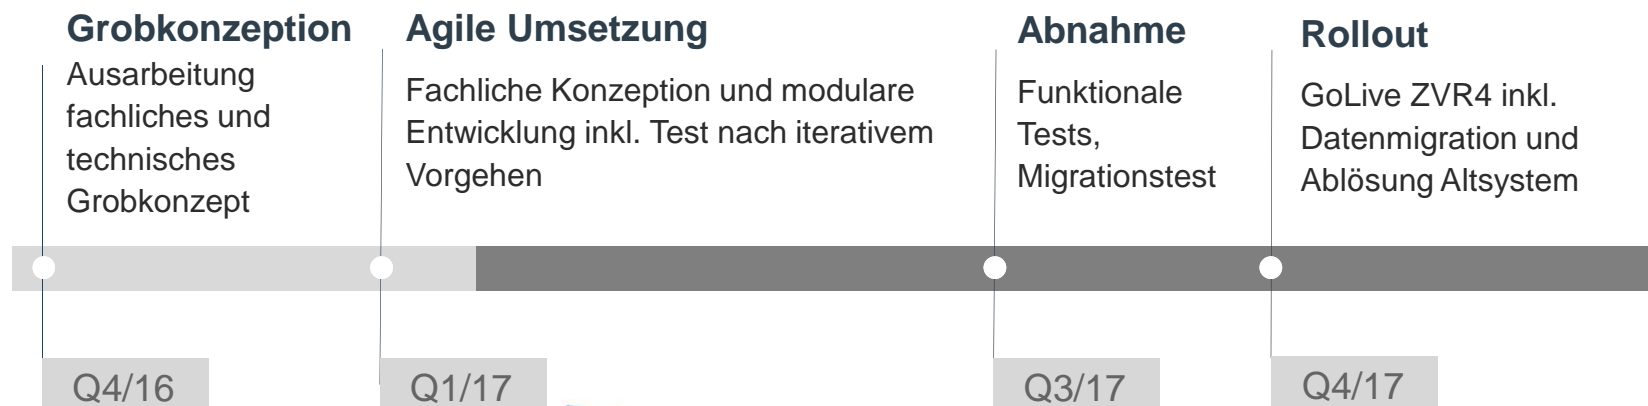 Grobkonzeption
Ausarbeitung
fachliches und
technisches
Grobkonzept
Agile Umsetzung
Fachliche Konzeption und modulare
Entwicklung inkl. Test nach iterativem
Vorgehen
Abnahme
Funktionale
Tests,
Migrationstest
Rollout
GoLive ZVR4 inkl.
Datenmigration und
Ablösung Altsystem
Q4/16
Q1/17
Q3/17
Q4/17